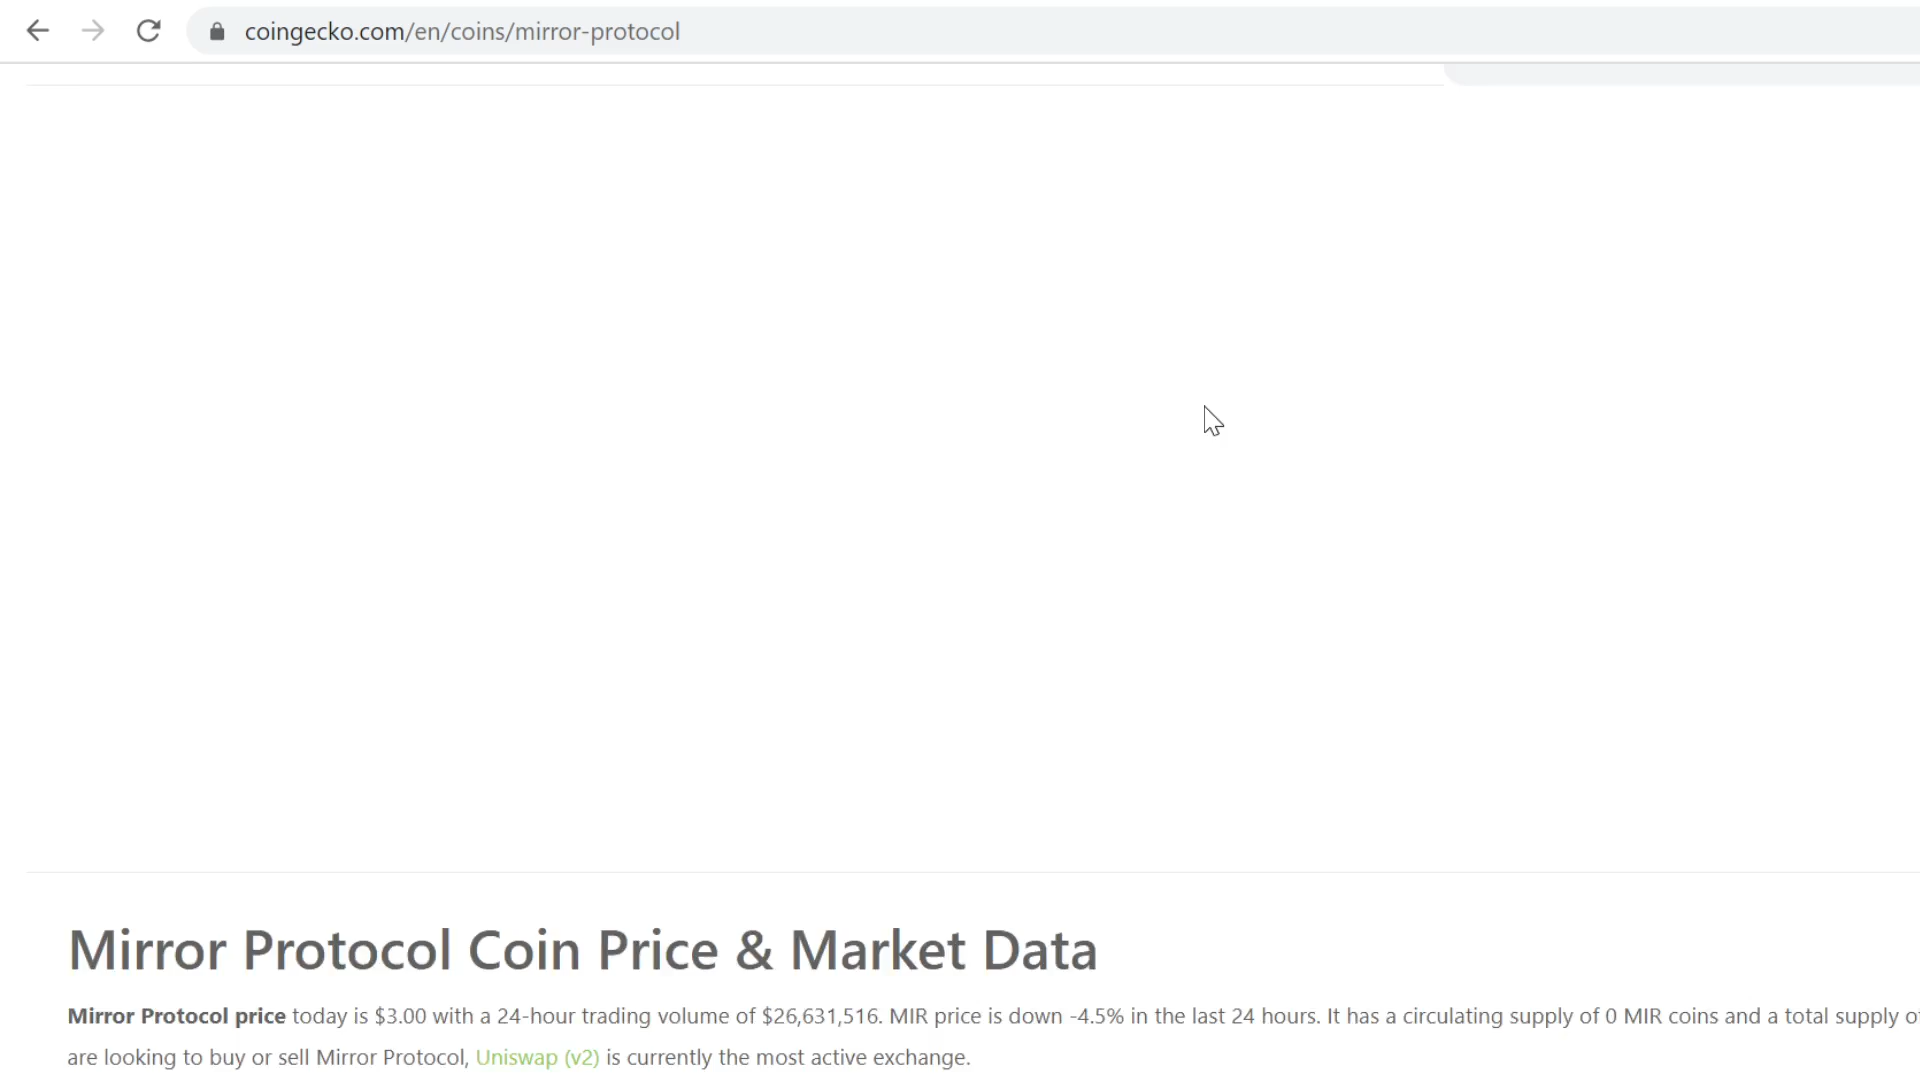 coingecko.com/en/coins/mirror-protocol
Mirror Protocol Coin Price & Market Data
Mirror Protocol price today is $3.00 with a 24-hour trading volume of $26,631,516. MIR price is down -4.5% in the last 24 hours. It has a circulating supply of 0 MIR coins and a total supply
are looking to buy or sell Mirror Protocol, Uniswap (v2) is currently the most active exchange.